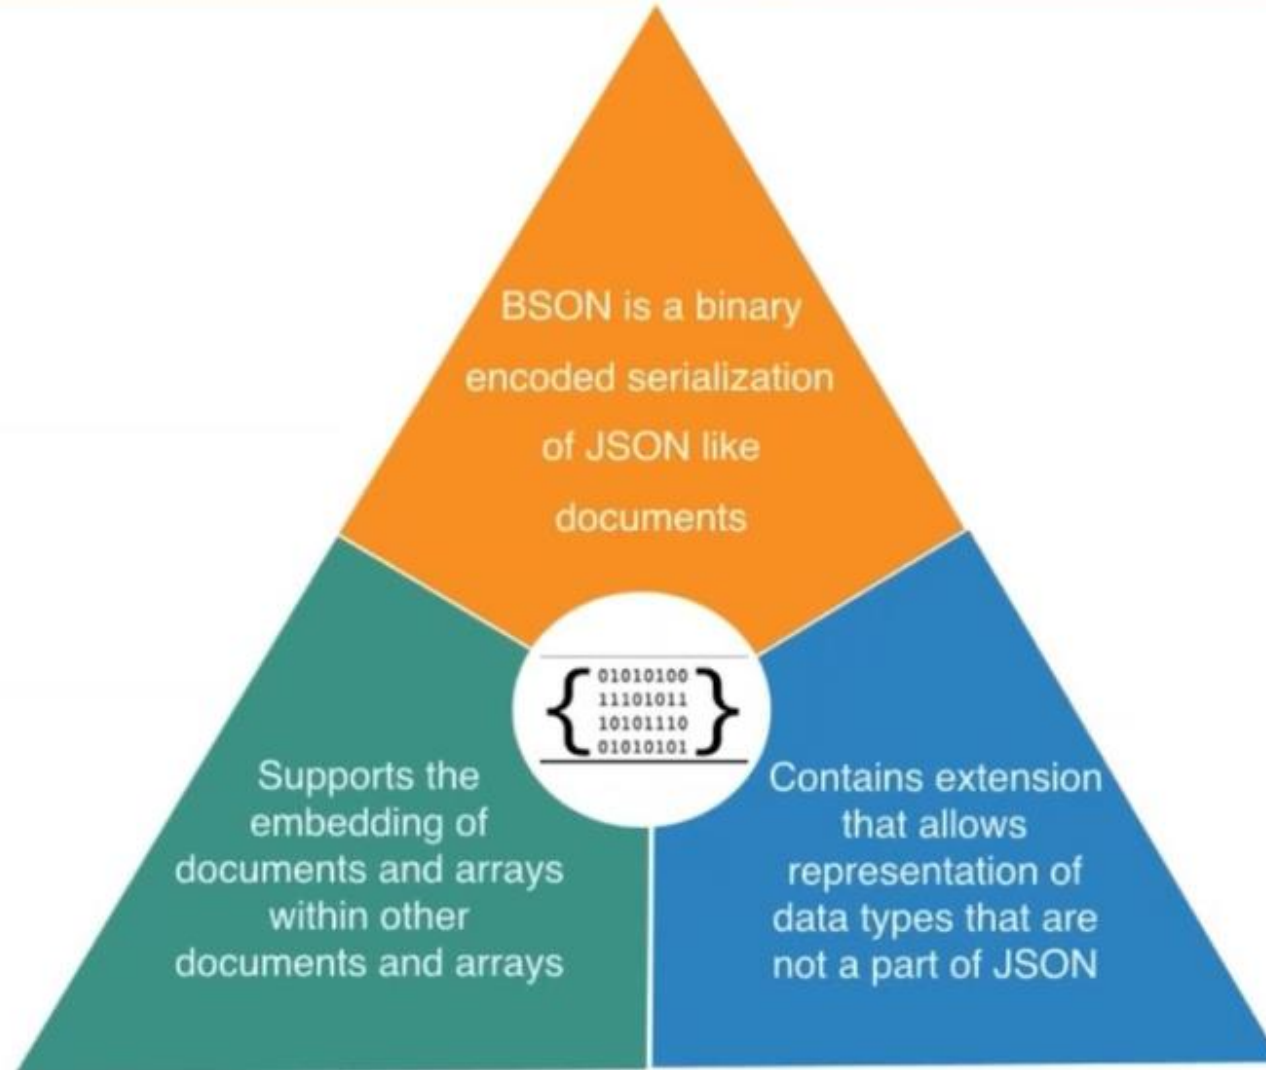 BSON is a binary
encoded serialization
of JSON like
documents
{ 01010100
11101011
10101110
01010101 }
Supports the
embedding of
documents and arrays
within other
documents and arrays
Contains extension
that allows
representation of
data types that are
not a part of JSON